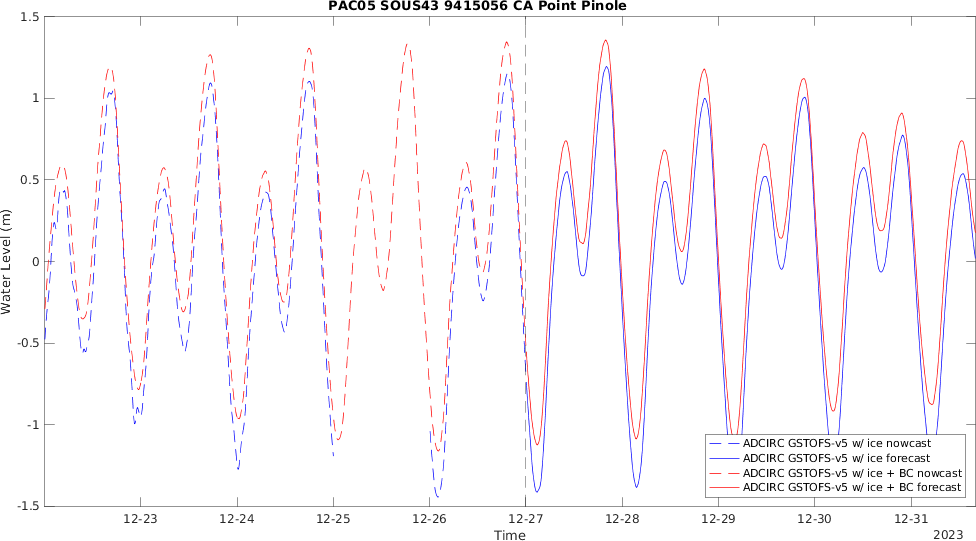 PAC05 SOUS43 9415056 CA Point Pinole
1.5
1
0.5
0
-0.5
-1
-1.5
Water Level (m)
ADCIRC GSTOFS-v5 w/ ice nowcast
ADCIRC GSTOFS-v5 w/ ice forecast
ADCIRC GSTOFS-v5 w/ ice + BC nowcast
ADCIRC GSTOFS-v5 w/ ice + BC forecast
12-23 12-24 12-25 12-26 12-27 12-28 12-29 12-30 12-31
Time
2023